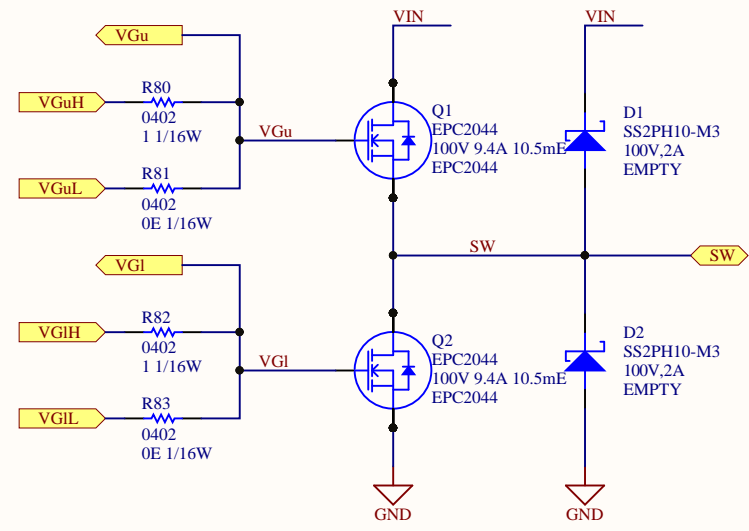 VGu
VGuH
R80
0402
1 1/16W
VGu
VGuL
R81
0402
0E 1/16W
VIN
Q1
EPC2044
100V 9.4A 10.5mE
EPC2044
VIN
D1
SS2PH10-M3
100V,2A
EMPTY
SW
SW
VGl
VGlH
R82
0402
1 1/16W
VGl
VGlL
R83
0402
0E 1/16W
Q2
EPC2044
100V 9.4A 10.5mE
EPC2044
D2
SS2PH10-M3
100V,2A
EMPTY
GND
GND